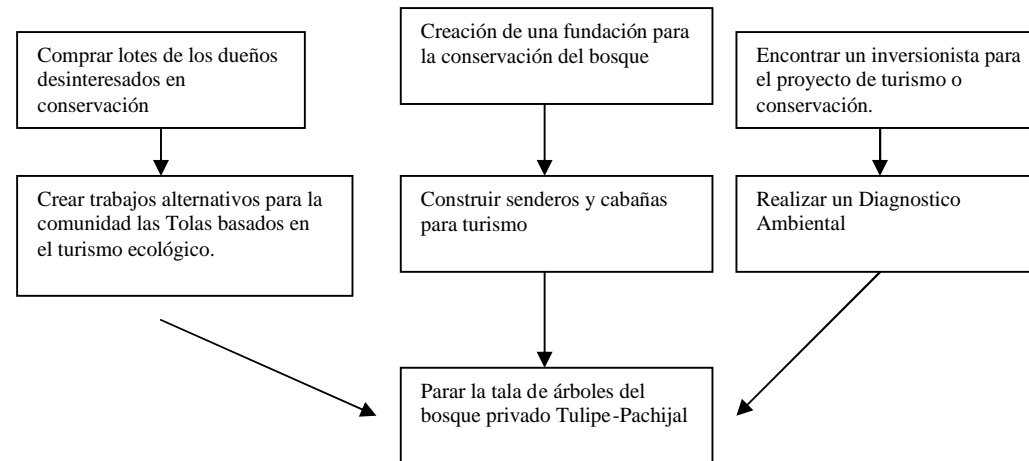 Comprar lotes de los dueños
desinteresados en
conservación
Creación de una fundación para
la conservación del bosque
Encontrar un inversionista para
el proyecto de turismo o
conservación.
Crear trabajos alternativos para la
comunidad las Tolas basados en
el turismo ecológico.
Construir senderos y cabañas
para turismo
Realizar un Diagnostico
Ambiental
Parar la tala de árboles del
bosque privado Tulipe-Pachijal